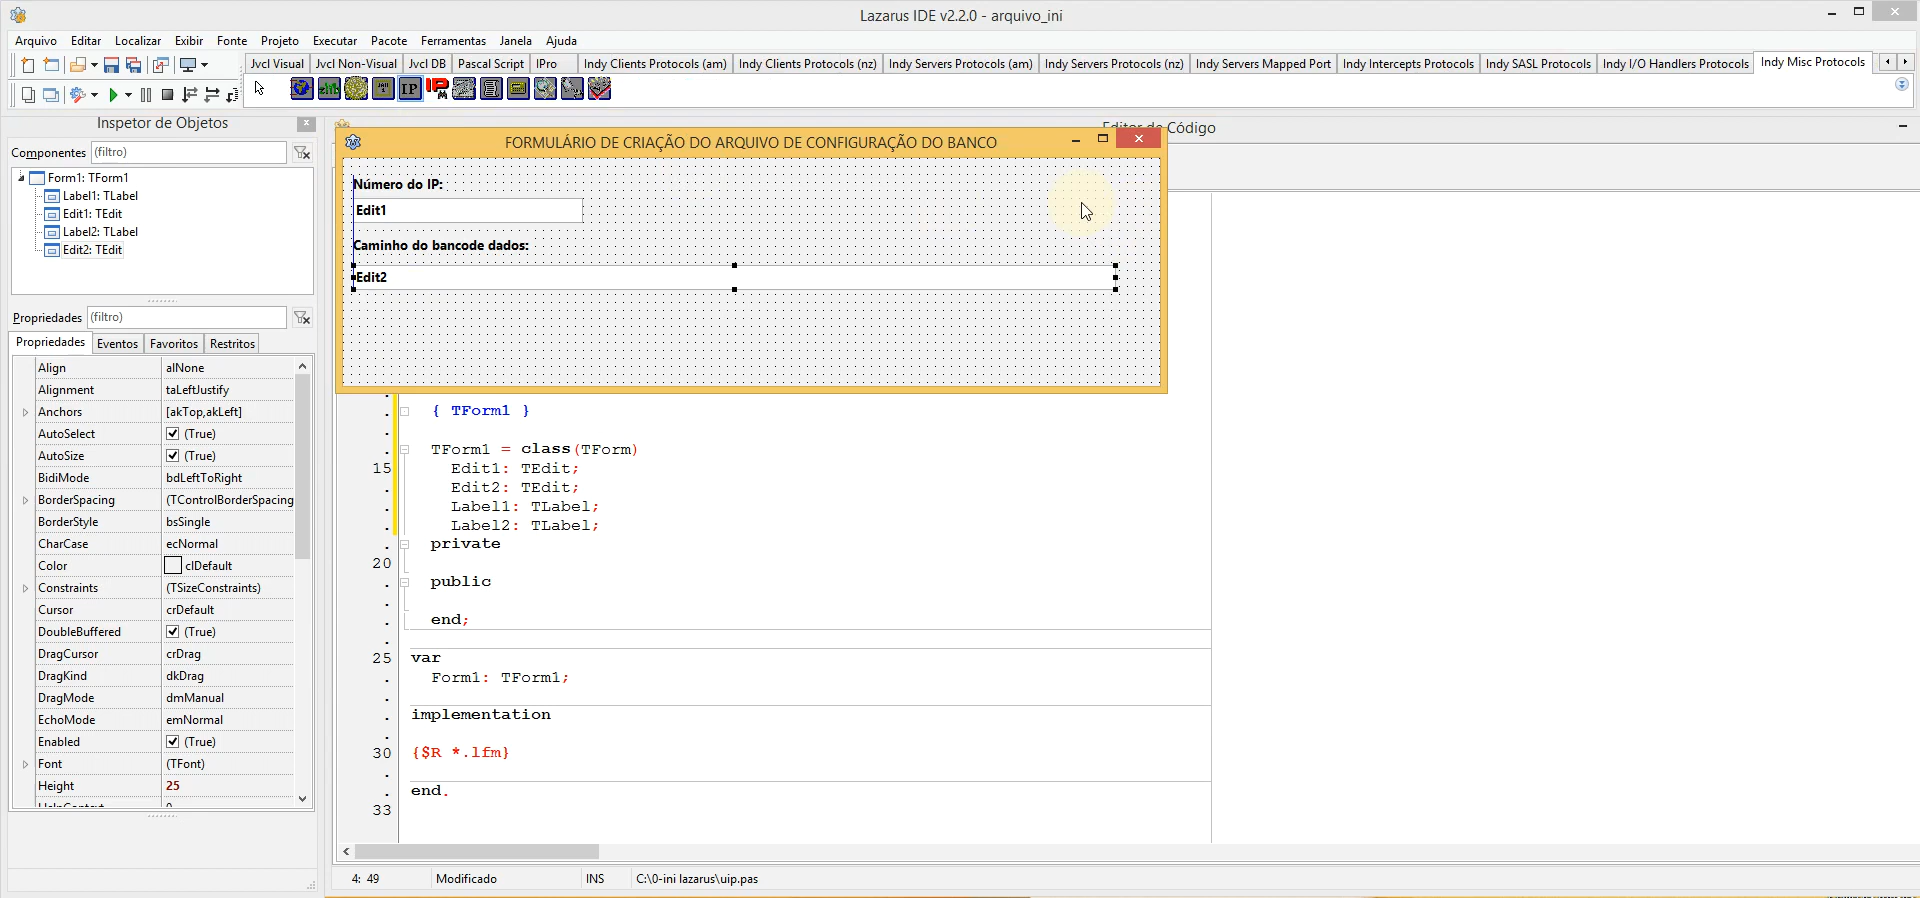 Lazarus IDE v2.2.0 - arquivo_ini
Arquivo Editar Localizar Exibir Fonte Projeto Executar Pacote Ferramentas Janela Ajuda
Jvcl Visual Jvcl Non-Visual Jvcl DB Pascal Script IPro Indy Clients Protocols (am) Indy Clients Protocols (nz) Indy Servers Protocols (am) Indy Servers Protocols (nz) Indy Servers Mapped Port Indy Intercepts Protocols Indy SASL Protocols Indy I/O Handlers Protocols Indy Misc Protocols
IP IP
Inspetor de Objetos
Editor de Código
Componentes (filtro)
Form1: TForm1
Label1: TLabel
Edit1: TEdit
Label2: TLabel
Edit2: TEdit
Propriedades (filtro)
Propriedades Eventos Favoritos Restritos
Align alNone
Alignment taLeftJustify
Anchors [akTop,akLeft]
AutoSelect (True)
AutoSize (True)
BidiMode bdLeftToRight
BorderSpacing (TControlBorderSpacing
BorderStyle bsSingle
CharCase ecNormal
Color clDefault
Constraints (TSizeConstraints)
Cursor crDefault
DoubleBuffered (True)
DragCursor crDrag
DragKind dkDrag
DragMode dmManual
EchoMode emNormal
Enabled (True)
Font (TFont)
Height 25
HelpContext 0
FORMULÁRIO DE CRIAÇÃO DO ARQUIVO DE CONFIGURAÇÃO DO BANCO
Número do IP:
Edit1
Caminho do bancode dados:
Edit2
{ TForm1 }
TForm1 = class(TForm)
15 Edit1: TEdit;
Edit2: TEdit;
Label1: TLabel;
Label2: TLabel;
private
20
public
end;
25 var
Form1: TForm1;
implementation
30 {$R *.lfm}
end.
33
4: 49 Modificado INS C:\0-ini lazarus\uip.pas